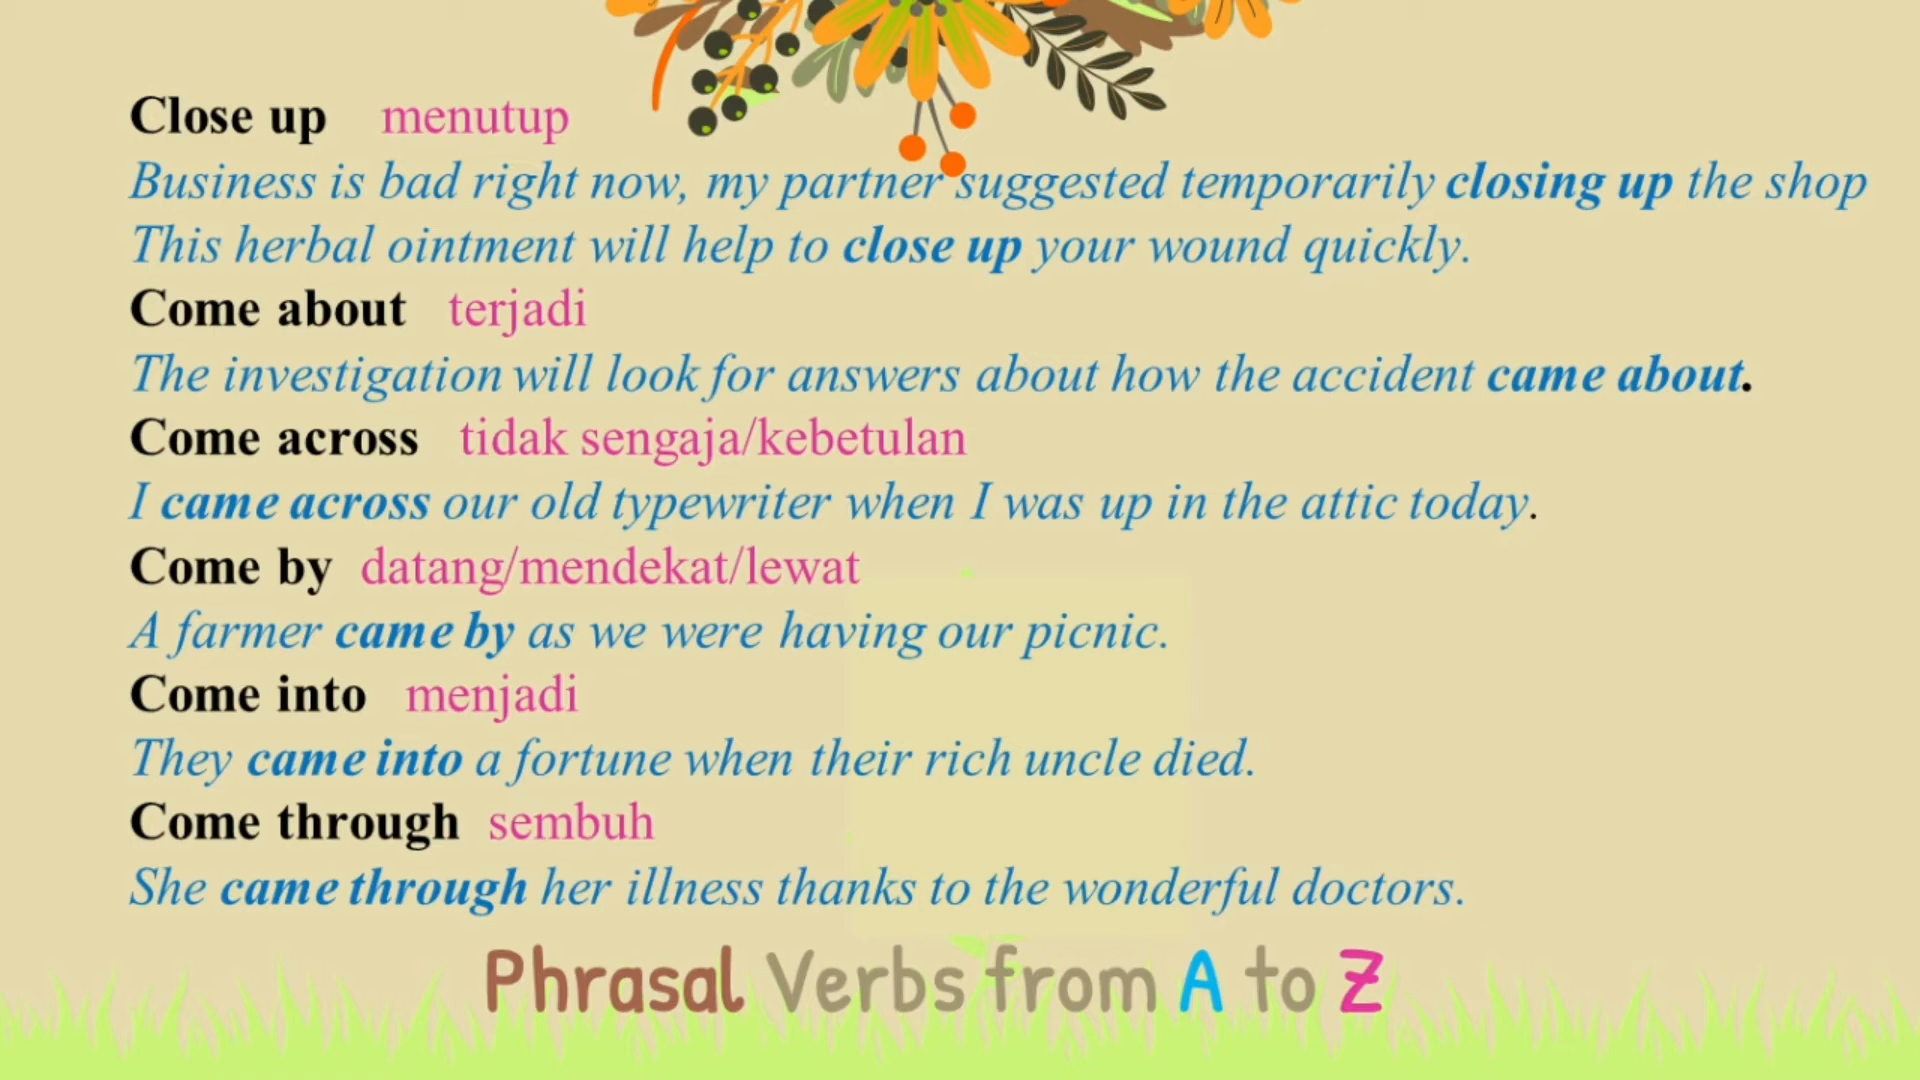 Close up menutup
Business is bad right now, my partner suggested temporarily closing up the shop
This herbal ointment will help to close up your wound quickly.
Come about terjadi
The investigation will look for answers about how the accident came about.
Come across tidak sengaja/kebetulan
I came across our old typewriter when I was up in the attic today.
Come by datang/mendekat/lewat
A farmer came by as we were having our picnic.
Come into menjadi
They came into a fortune when their rich uncle died.
Come through sembuh
She came through her illness thanks to the wonderful doctors.
Phrasal Verbs from A to Z